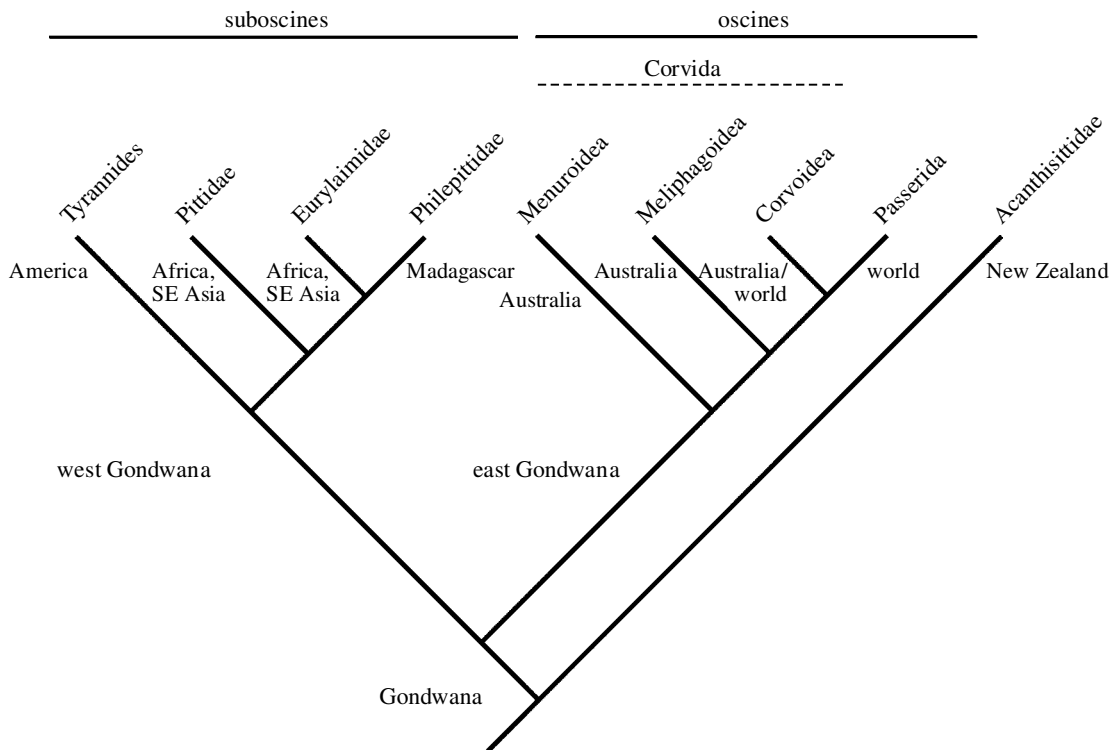 suboscines
oscines
Corvida
Tyrannides
Pittidae
Eurylaimidae
Philepittidae
Menuroidea
Meliphagoidea
Corvoidea
Passerida
Acanthisittidae
America
Africa,
SE Asia
Africa,
SE Asia
Madagascar
Australia
Australia
Australia/
world
world
New Zealand
west Gondwana
east Gondwana
Gondwana